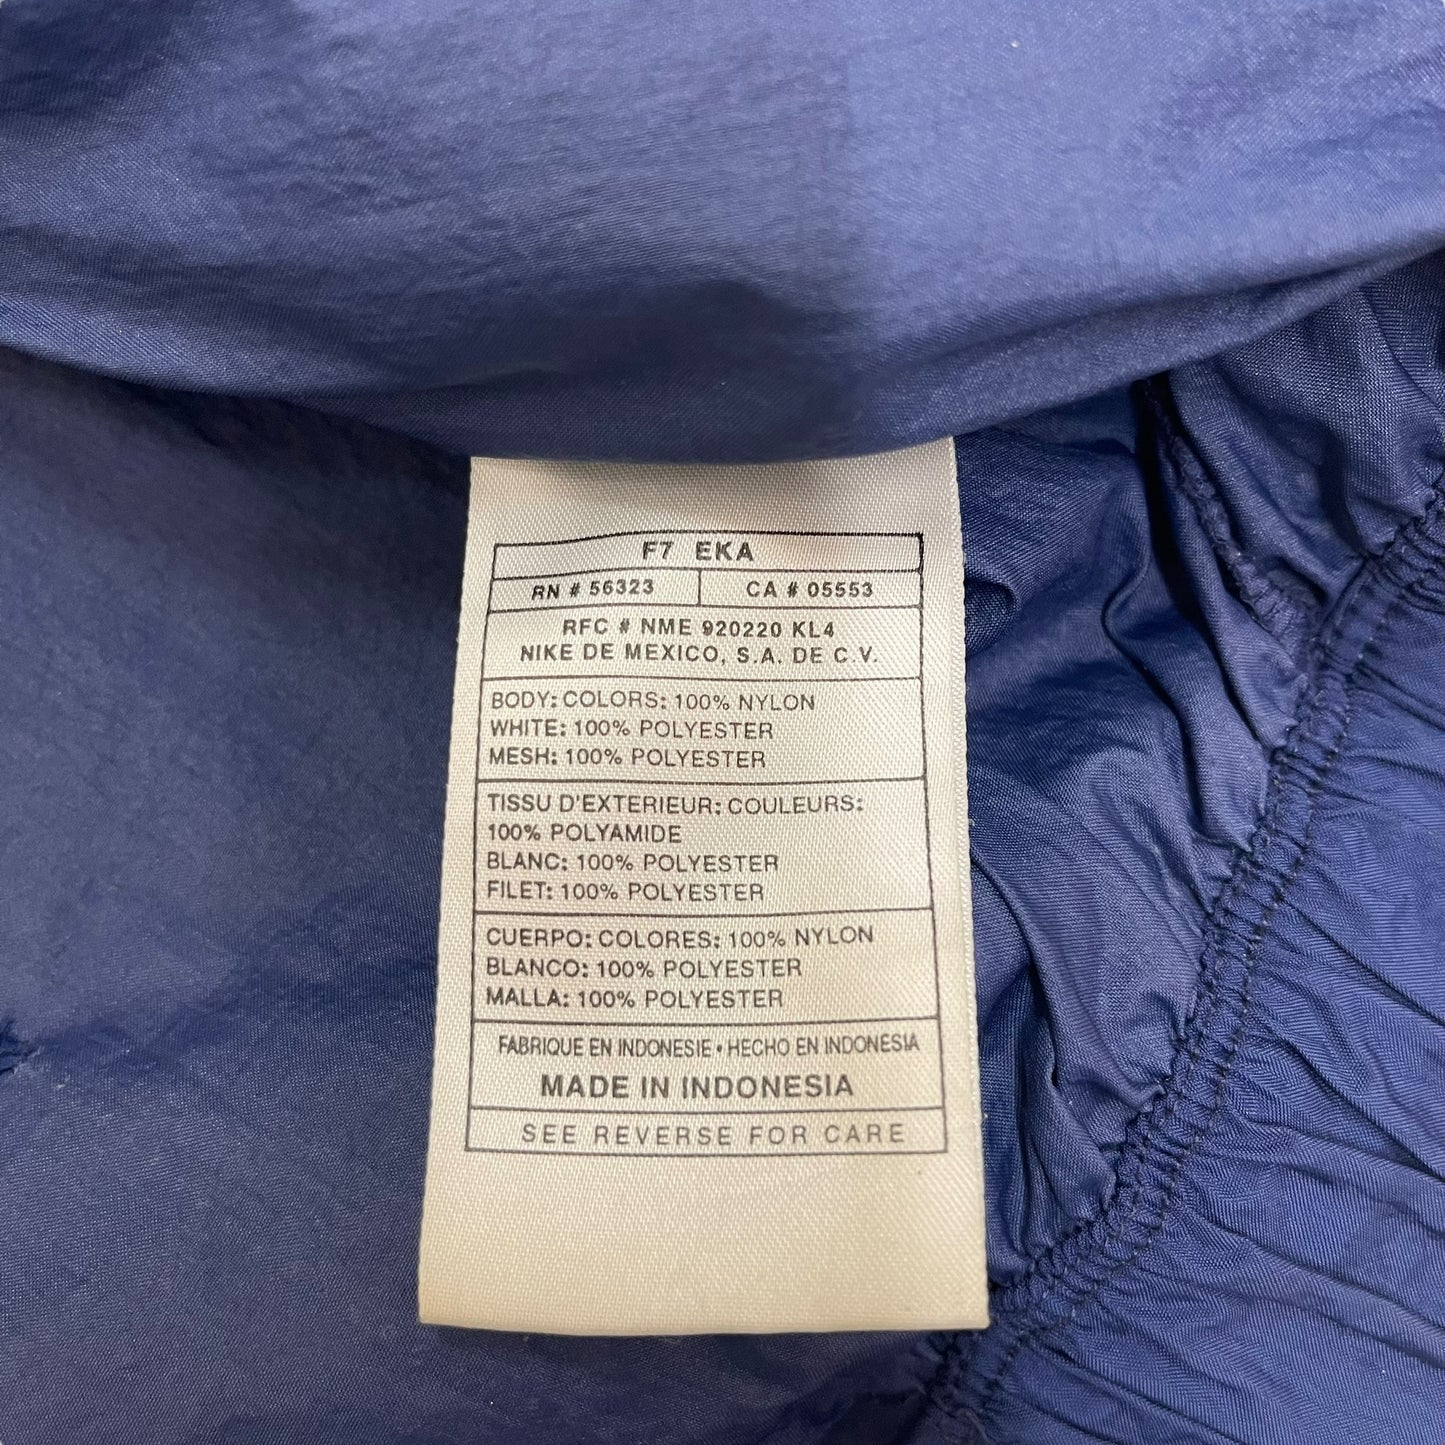 F7 EKA
RN # 56323 CA # 05553
RFC # NME 920220 KL4
NIKE DE MEXICO, S.A. DE C.V.
BODY: COLORS: 100% NYLON
WHITE: 100% POLYESTER
MESH: 100% POLYESTER
TISSU D'EXTERIEUR: COULEURS:
100% POLYAMIDE
BLANC: 100% POLYESTER
FILET: 100% POLYESTER
CUERPO: COLORES: 100% NYLON
BLANCO: 100% POLYESTER
MALLA: 100% POLYESTER
FABRIQUE EN INDONESIE • HECHO EN INDONESIA
MADE IN INDONESIA
SEE REVERSE FOR CARE